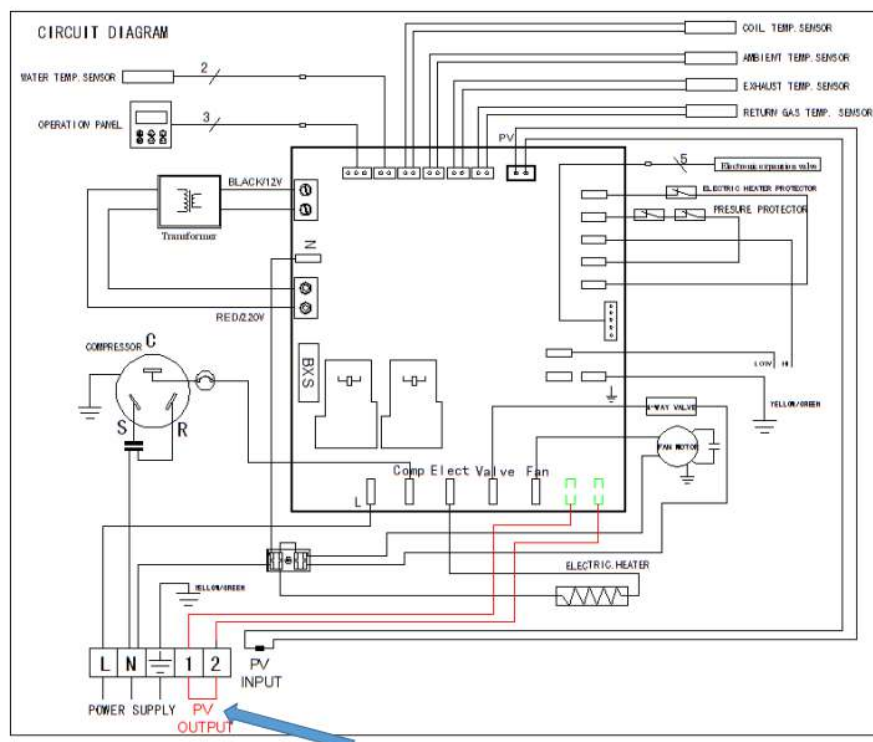 CIRCUIT DIAGRAM
COIL TEMP.SENSOR
WATER TEMP.SENSOR
2
AMBIENT TEMP. SENSOR
EXHAUST TEMP. SENSOR
OPERATION PANEL
3
RETURN GAS TEMP. SENSOR
PV
5
Electronic expansion valve
BLACK/12V
ELECTRIC HEATER PROTECTOR
PRESURE PROTECTOR
Transformer
N
RED/220V
COMPRESSOR C
BXS
LOW HI
S R
YELLOW/GREEN
4-WAY VALVE
FAN MOTOR
Comp Elect Valve Fan
L
ELECTRIC.HEATER
YELLOW/GREEN
L N 1 2
PV
INPUT
POWER SUPPLY
PV
OUTPUT